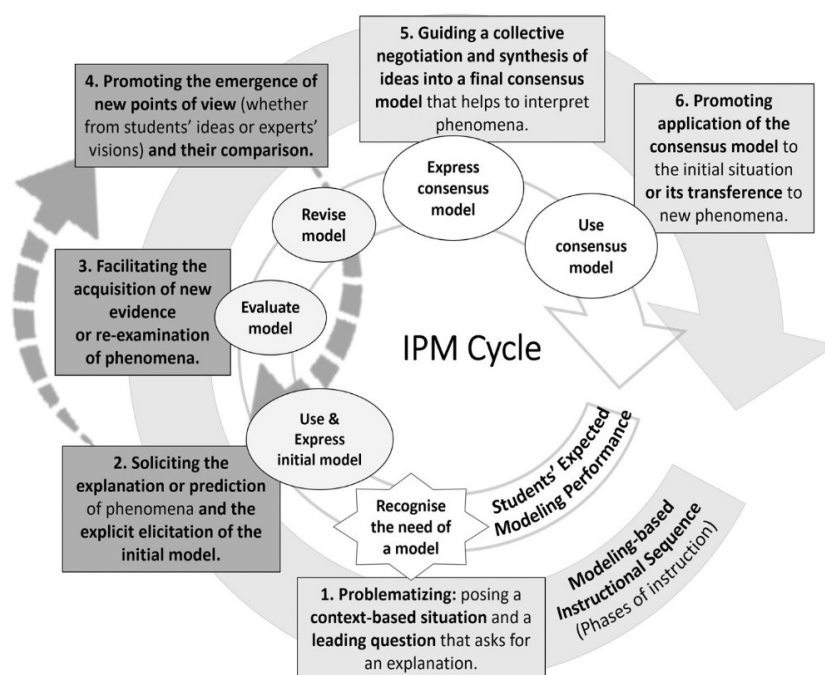 5. Guiding a collective
negotiation and synthesis of
ideas into a final consensus
model that helps to interpret
phenomena.
4. Promoting the emergence of
new points of view (whether
from students' ideas or experts'
visions) and their comparison.
6. Promoting
application of the
consensus model to
the initial situation
or its transference to
new phenomena.
Express
consensus
model
Revise
model
Use
consensus
model
3. Facilitating the
acquisition of new
evidence
or re-examination
of phenomena.
Evaluate
model
IPM Cycle
Use &
Express
initial model
2. Soliciting the
explanation or prediction
of phenomena and the
explicit elicitation of the
initial model.
Recognise
the need of
a model
Students' Expected
Modeling Performance
Modeling-based
Instructional Sequence
(Phases of instruction)
1. Problematizing: posing a
context-based situation and a
leading question that asks for
an explanation.